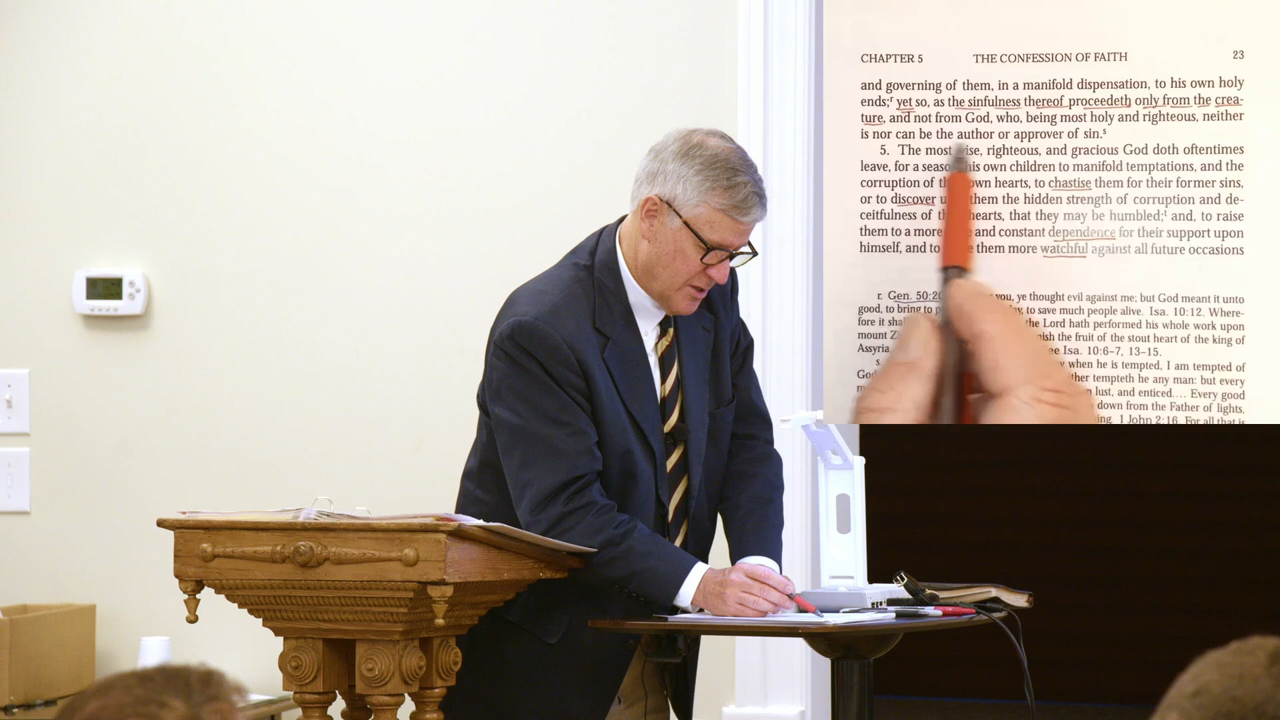 CHAPTER 5 THE CONFESSION OF FAITH 23
and governing of them, in a manifold dispensation, to his own holy
ends;r yet so, as the sinfulness thereof proceedeth only from the crea-
ture, and not from God, who, being most holy and righteous, neither
is nor can be the author or approver of sin.s
5. The most wise, righteous, and gracious God doth oftentimes
leave, for a season his own children to manifold temptations, and the
corruption of own hearts, to chastise them for their former sins,
or to discover them the hidden strength of corruption and de-
ceitfulness of hearts, that they may be humbled;t and, to raise
them to a more and constant dependence for their support upon
himself, and to them more watchful against all future occasions
r. Gen. 50:20 you, ye thought evil against me; but God meant it unto
good, to bring to to save much people alive. Isa. 10:12. Where-
fore it the Lord hath performed his whole work upon
mount the fruit of the stout heart of the king of
Assyria Isa. 10:6–7, 13–15.
s when he is tempted, I am tempted of
tempteth he any man: but every
lust, and enticed.... Every good
down from the Father of lights,
1 John 2:16. For all that is